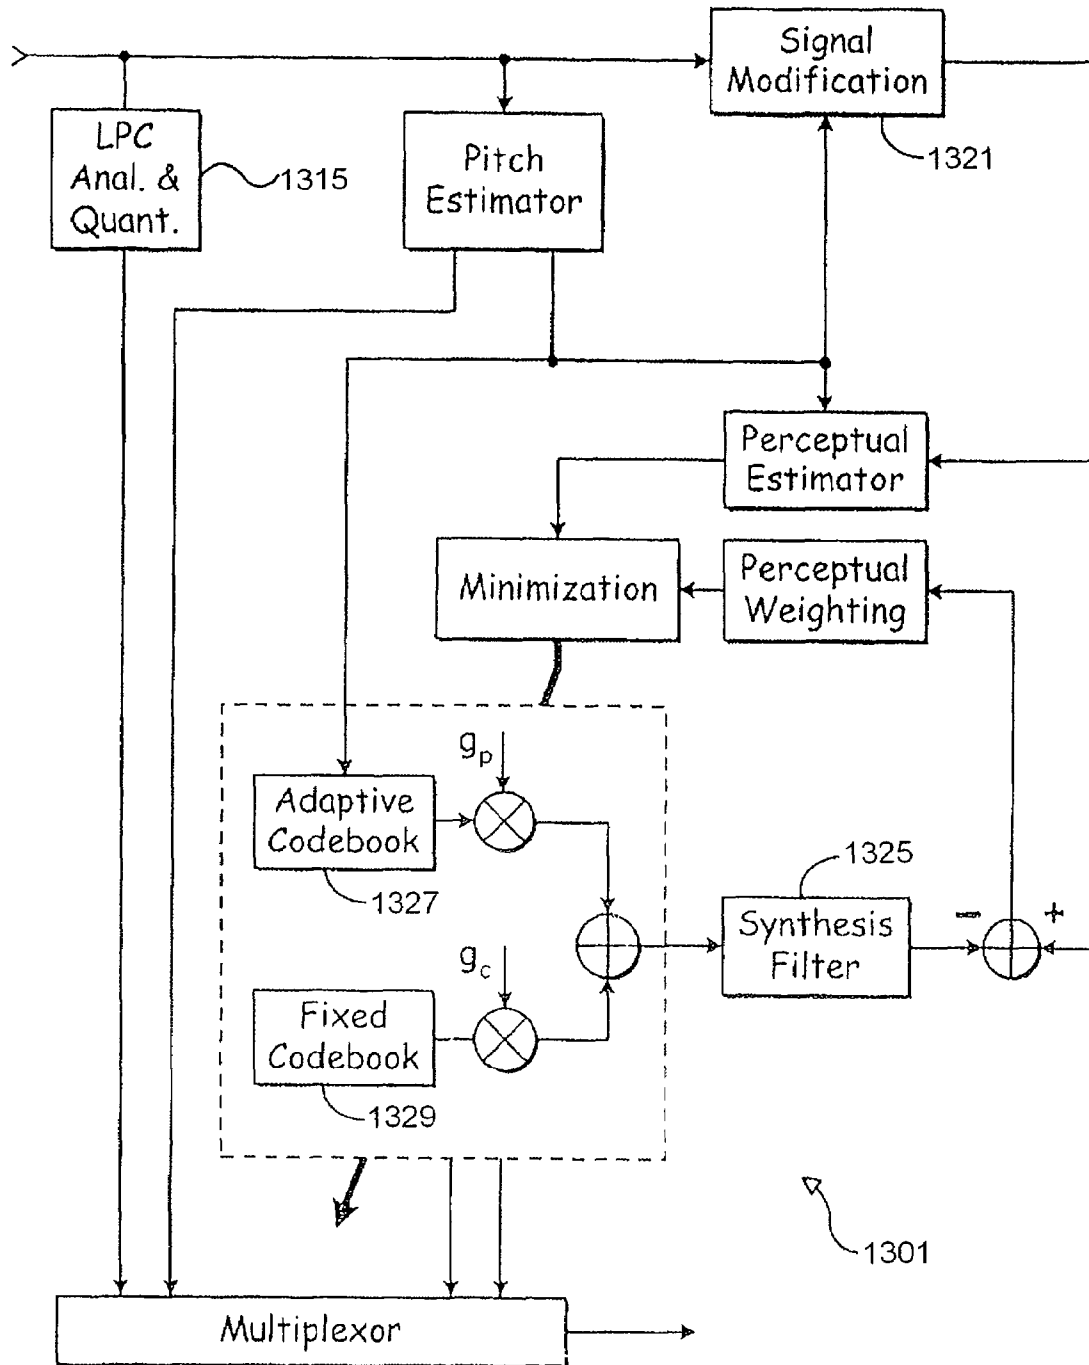 Signal
Modification
1321
LPC
Anal. &
Quant.
1315
Pitch
Estimator
Perceptual
Estimator
Minimization
Perceptual
Weighting
gp
Adaptive
Codebook
1327
1325
Synthesis
Filter
− +
gc
Fixed
Codebook
1329
1301
Multiplexor